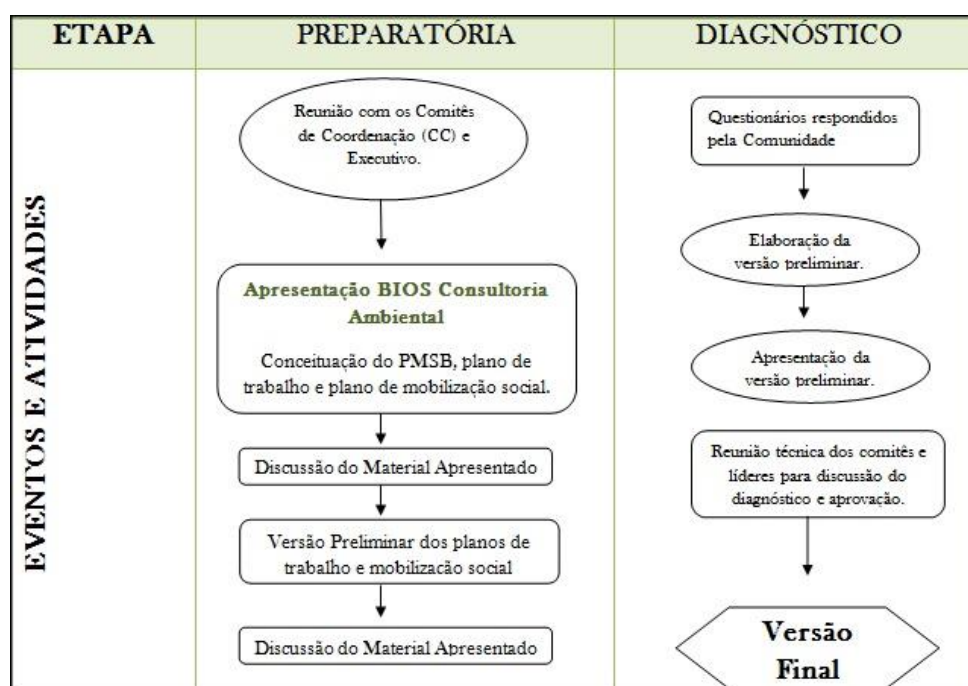 ETAPA
PREPARATÓRIA
DIAGNÓSTICO
EVENTOS E ATIVIDADES
Reunião com os Comitês
de Coordenação (CC) e
Executivo.
Apresentação BIOS Consultoria
Ambiental
Conceituação do PMSB, plano de
trabalho e plano de mobilização social.
Discussão do Material Apresentado
Versão Preliminar dos planos de
trabalho e mobilização social
Discussão do Material Apresentado
Questionários respondidos
pela Comunidade
Elaboração da
versão preliminar.
Apresentação da
versão preliminar.
Reunião técnica dos comitês e
líderes para discussão do
diagnóstico e aprovação.
Versão
Final